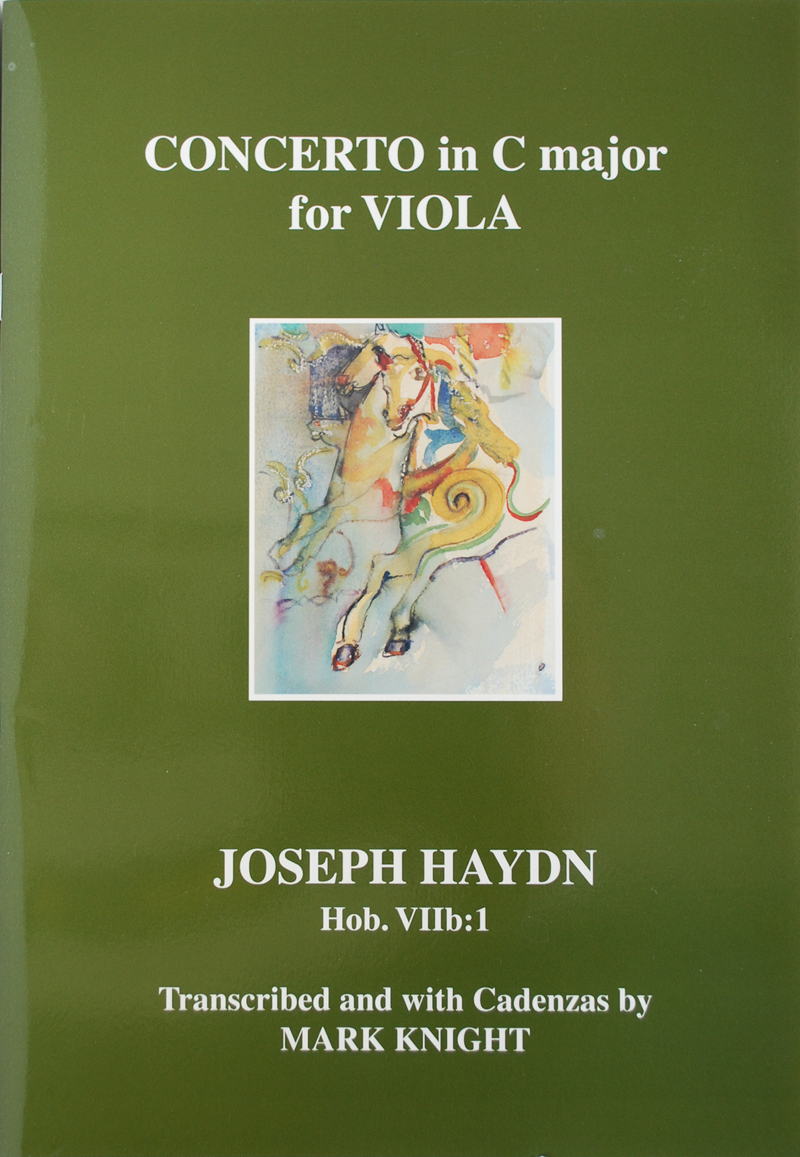 CONCERTO in C major
for VIOLA
JOSEPH HAYDN
Hob. VIIb:1
Transcribed and with Cadenzas by
MARK KNIGHT